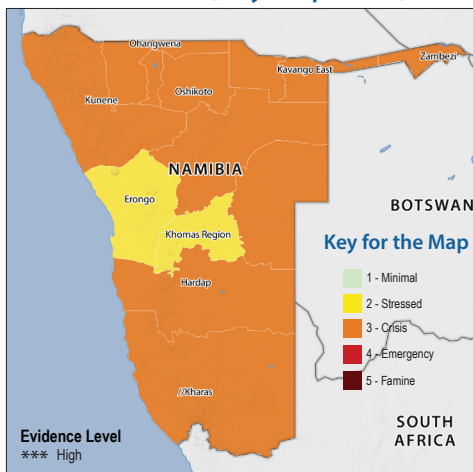 Ohangwena
Kavango East
Zambezi
Kunene
Oshikoto
NAMIBIA
Erongo
BOTSWAN
Khomas Region
Key for the Map
Hardap
1 - Minimal
2 - Stressed
3 - Crisis
4 - Emergency
5 - Famine
//Kharas
SOUTH
AFRICA
Evidence Level
*** High